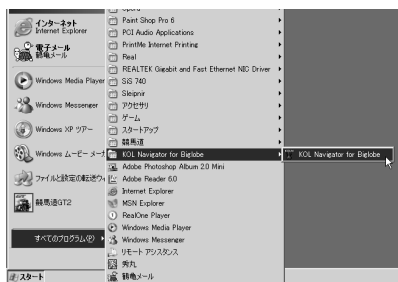 インターネット
Internet Explorer
電子メール
鶴亀メール
Windows Media Player
Windows Messenger
Windows XP ツアー
Windows ムービー メーカ
ファイルと設定の転送ウィ
競馬道GT2
すべてのプログラム(P)
スタート
Paint Shop Pro 6
PCI Audio Applications
PrintMe Internet Printing
Real
REALTEK Gigabit and Fast Ethernet NIC Driver
SiS 740
Sleipnir
アクセサリ
ゲーム
スタートアップ
競馬道
KOL Navigator for Biglobe
Adobe Photoshop Album 2.0 Mini
Adobe Reader 6.0
Internet Explorer
MSN Explorer
RealOne Player
Windows Media Player
Windows Messenger
リモート アシスタンス
秀丸
鶴亀メール
KOL Navigator for Biglobe